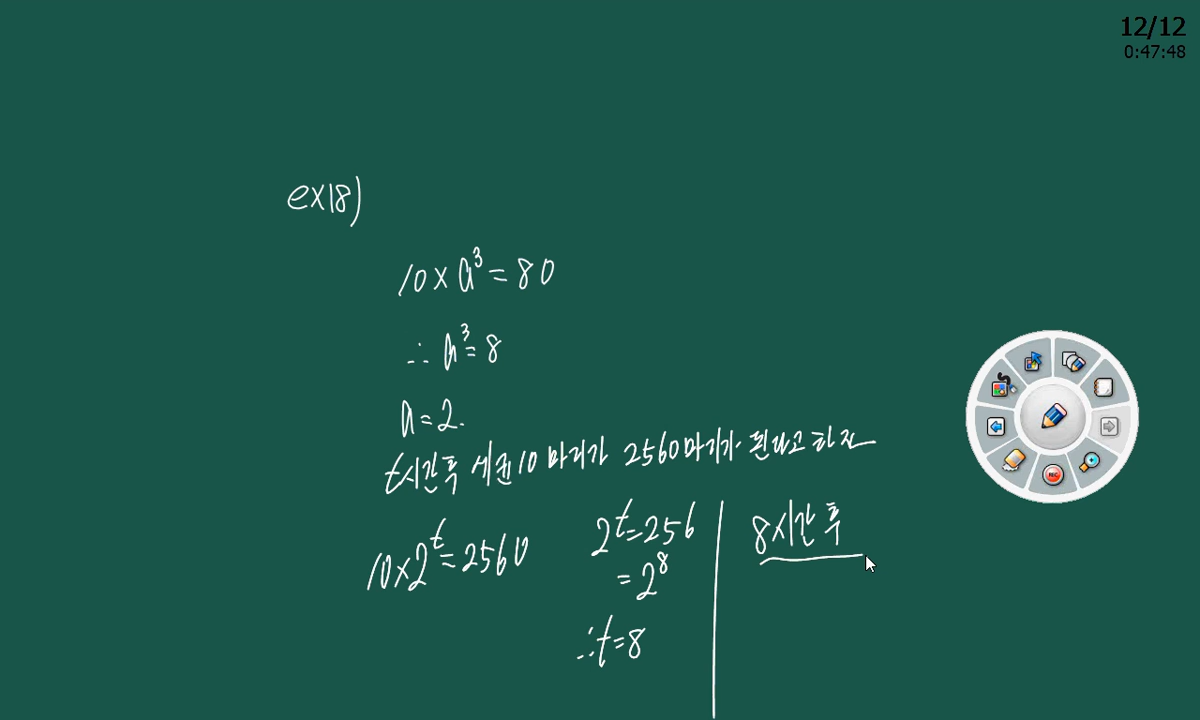 12/12
0:47:48
ex18)
10×a³=80
∴ a³=8
a=2.
t시간후 세균10마리가 2560마리가 된다고 하자
10×2ᵗ=2560
2ᵗ=256
=2⁸
∴t=8
8시간 후
REC